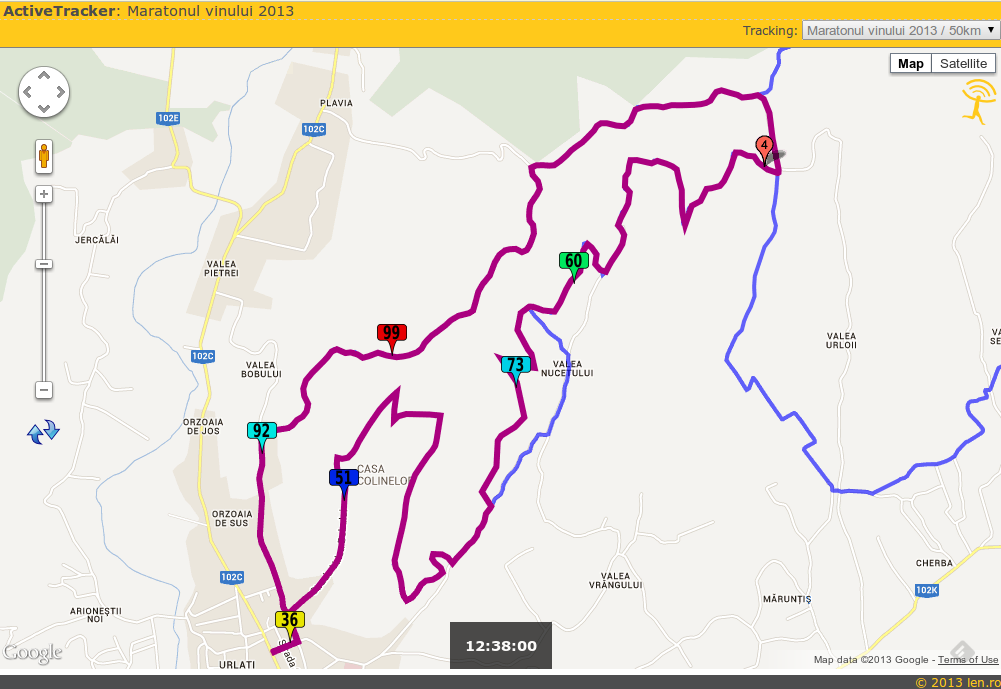 ActiveTracker: Maratonul vinului 2013
Tracking: Maratonul vinului 2013 / 50km
Map Satellite
PLAVIA
102E
102C
4
JERCĂLĂI
VALEA
PIETREI
60
99
VALEA
URLOII
102C
VALEA
BOBULUI
73
VALEA
NUCETULUI
ORZOAIA
DE JOS
92
CASA
COLINELOR
51
ORZOAIA
DE SUS
102C
VALEA
VRÂNGULUI
CHERBA
102K
MĂRUNȚIȘ
ARIONEȘTII
NOI
36
URLATI
12:38:00
Google
Map data ©2013 Google - Terms of Use
© 2013 len.ro